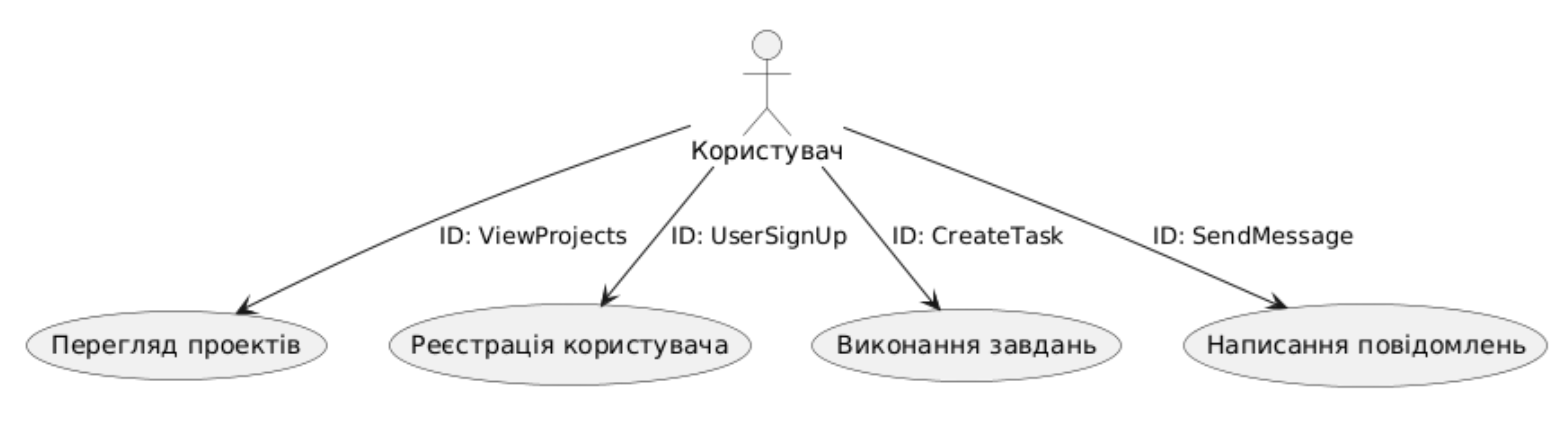 Користувач
ID: ViewProjects
ID: UserSignUp
ID: CreateTask
ID: SendMessage
Перегляд проектів
Реєстрація користувача
Виконання завдань
Написання повідомлень